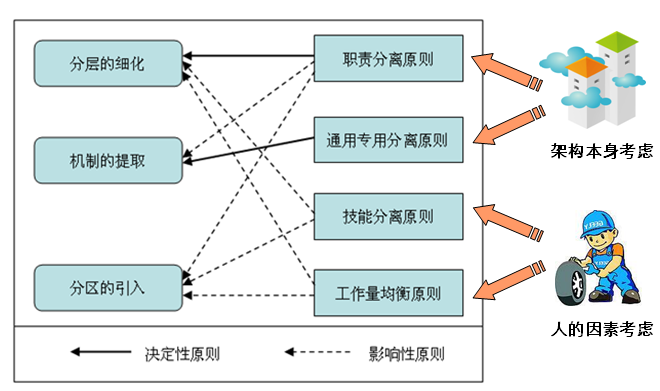 分层的细化
职责分离原则
机制的提取
通用专用分离原则
架构本身考虑
技能分离原则
分区的引入
工作量均衡原则
人的因素考虑
决定性原则
影响性原则